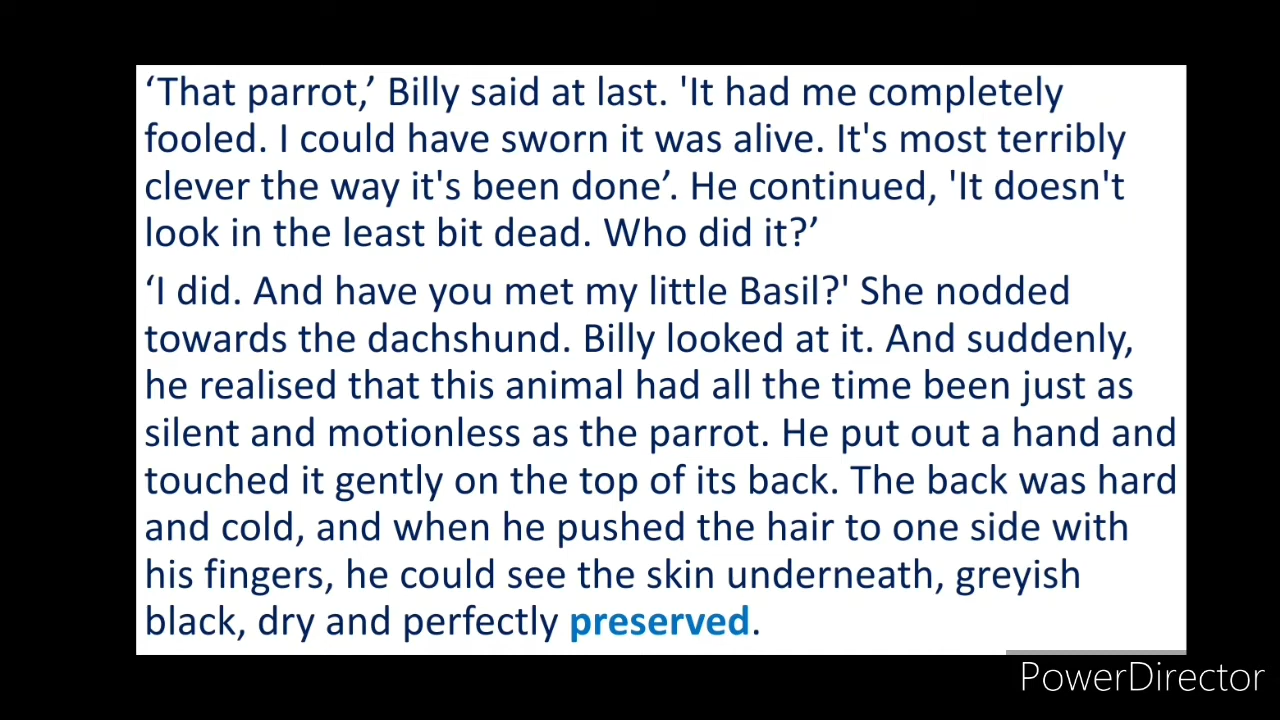 ‘That parrot,’ Billy said at last. 'It had me completely
fooled. I could have sworn it was alive. It's most terribly
clever the way it's been done’. He continued, 'It doesn't
look in the least bit dead. Who did it?’
‘I did. And have you met my little Basil?' She nodded
towards the dachshund. Billy looked at it. And suddenly,
he realised that this animal had all the time been just as
silent and motionless as the parrot. He put out a hand and
touched it gently on the top of its back. The back was hard
and cold, and when he pushed the hair to one side with
his fingers, he could see the skin underneath, greyish
black, dry and perfectly preserved.
PowerDirector